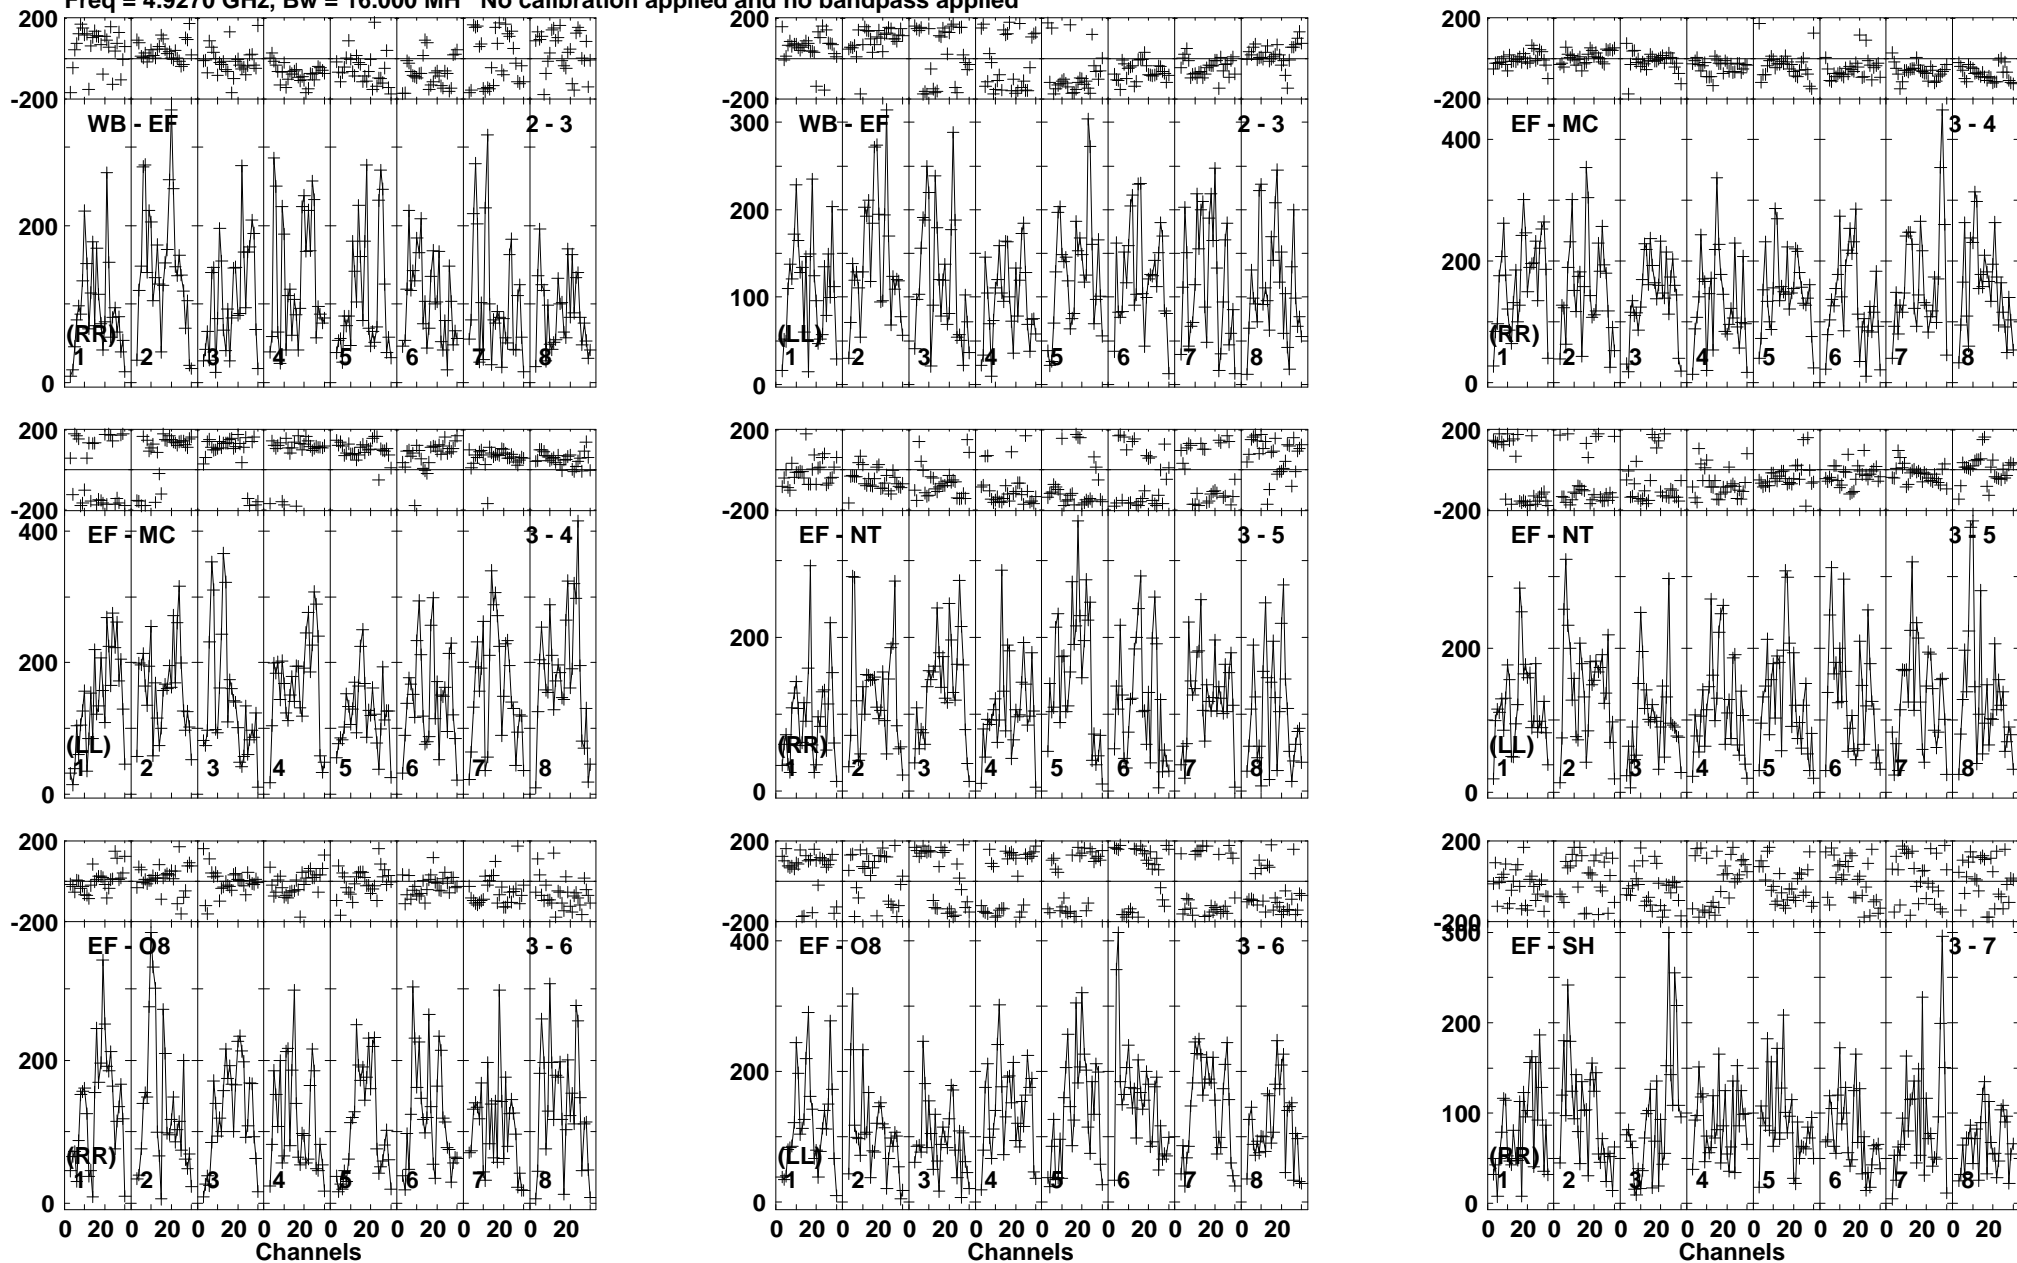 Freq = 4.9270 GHz, Bw = 16.000 MH No calibration applied and no bandpass applied
200 200 200
-200 -200 -200
WB - EF 2 - 3 WB - EF 2 - 3 EF - MC 3 - 4
300 400
200 200 200
100
(RR) (LL) (RR)
1 2 3 4 5 6 7 8 1 2 3 4 5 6 7 8 1 2 3 4 5 6 7 8
0 0 0
200 200 200
-200 -200 -200
EF - MC 3 - 4 EF - NT 3 - 5 EF - NT 3 - 5
400
200 200 200
(LL) (RR) (LL)
1 2 3 4 5 6 7 8 1 2 3 4 5 6 7 8 1 2 3 4 5 6 7 8
0 0 0
200 200 200
-200 -200 -200
EF - O8 3 - 6 EF - O8 3 - 6 EF - SH 3 - 7
400 300
200 200 200
100
(RR) (LL) (RR)
1 2 3 4 5 6 7 8 1 2 3 4 5 6 7 8 1 2 3 4 5 6 7 8
0 0 0
0 20 0 20 0 20 0 20 0 20 0 20 0 20 0 20 0 20 0 20 0 20 0 20 0 20 0 20 0 20 0 20 0 20 0 20 0 20 0 20 0 20 0 20 0 20 0 20
Channels Channels Channels